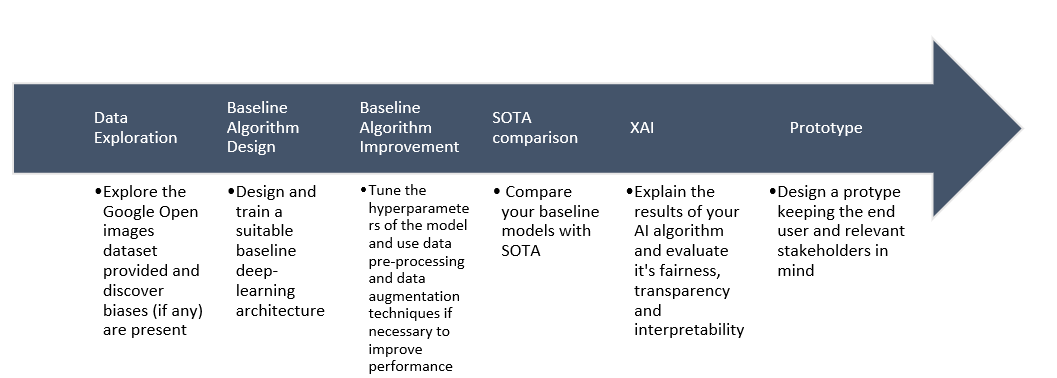 Data
Exploration
Baseline
Algorithm
Design
Baseline
Algorithm
Improvement
SOTA
comparison
XAI
Prototype
•Explore the
Google Open
images
dataset
provided and
discover
biases (if any)
are present
•Design and
train a
suitable
baseline
deep-
learning
architecture
•Tune the
hyperparamete
rs of the model
and use data
pre-processing
and data
augmentation
techniques if
necessary to
improve
performance
• Compare
your baseline
models with
SOTA
•Explain the
results of your
AI algorithm
and evaluate
it's fairness,
transparency
and
interpretability
•Design a protype
keeping the end
user and relevant
stakeholders in
mind